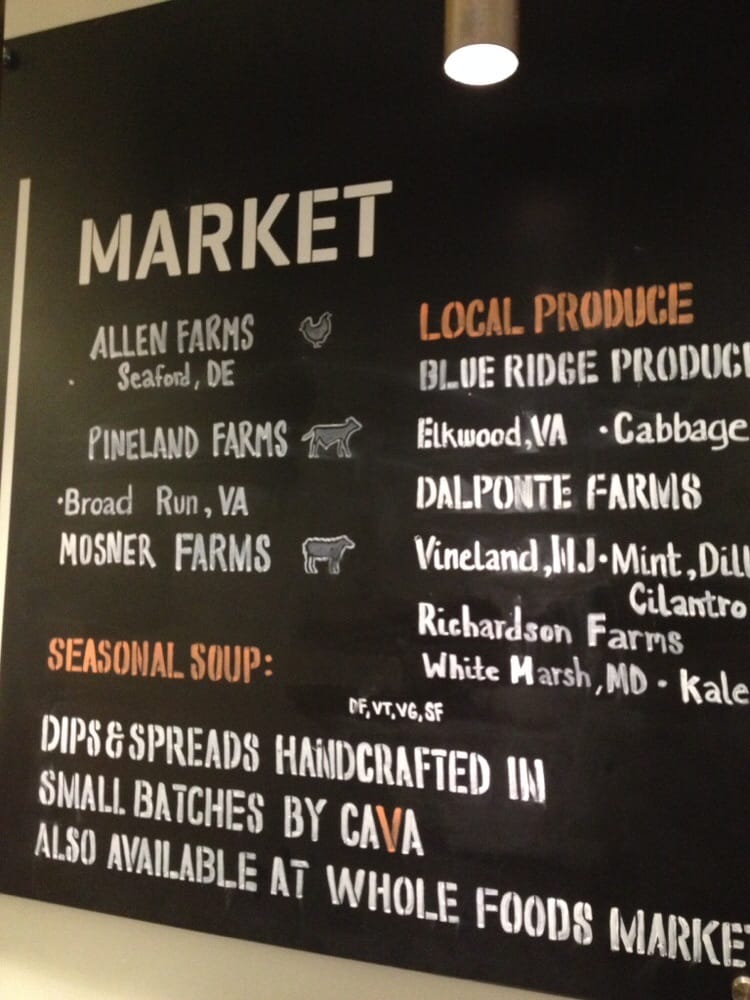 MARKET
ALLEN FARMS
Seaford, DE
PINELAND FARMS
•Broad Run, VA
MOSNER FARMS
SEASONAL SOUP:
DF, VT, VG, SF
DIPS & SPREADS HANDCRAFTED IN
SMALL BATCHES BY CAVA
ALSO AVAILABLE AT WHOLE FOODS MARKET
LOCAL PRODUCE
BLUE RIDGE PRODUC
Elkwood, VA •Cabbage
DALPONTE FARMS
Vineland, NJ•Mint, Dill
Cilantro
Richardson Farms
White Marsh, MD • Kale